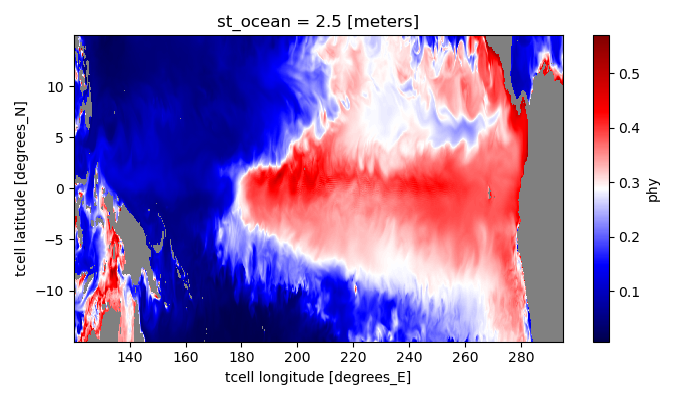 st_ocean = 2.5 [meters]
10
5
0
−5
−10
tcell latitude [degrees_N]
140 160 180 200 220 240 260 280
tcell longitude [degrees_E]
0.5
0.4
0.3
0.2
0.1
phy